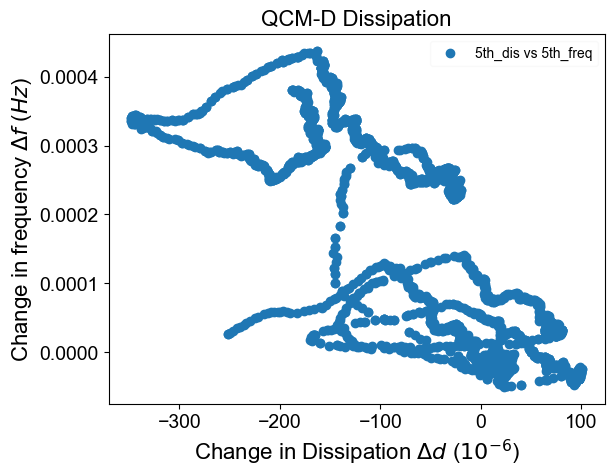 QCM-D Dissipation
5th_dis vs 5th_freq
Change in frequency Δf (Hz)
0.0004
0.0003
0.0002
0.0001
0.0000
−300
−200
−100
0
100
Change in Dissipation Δd (10⁻⁶)